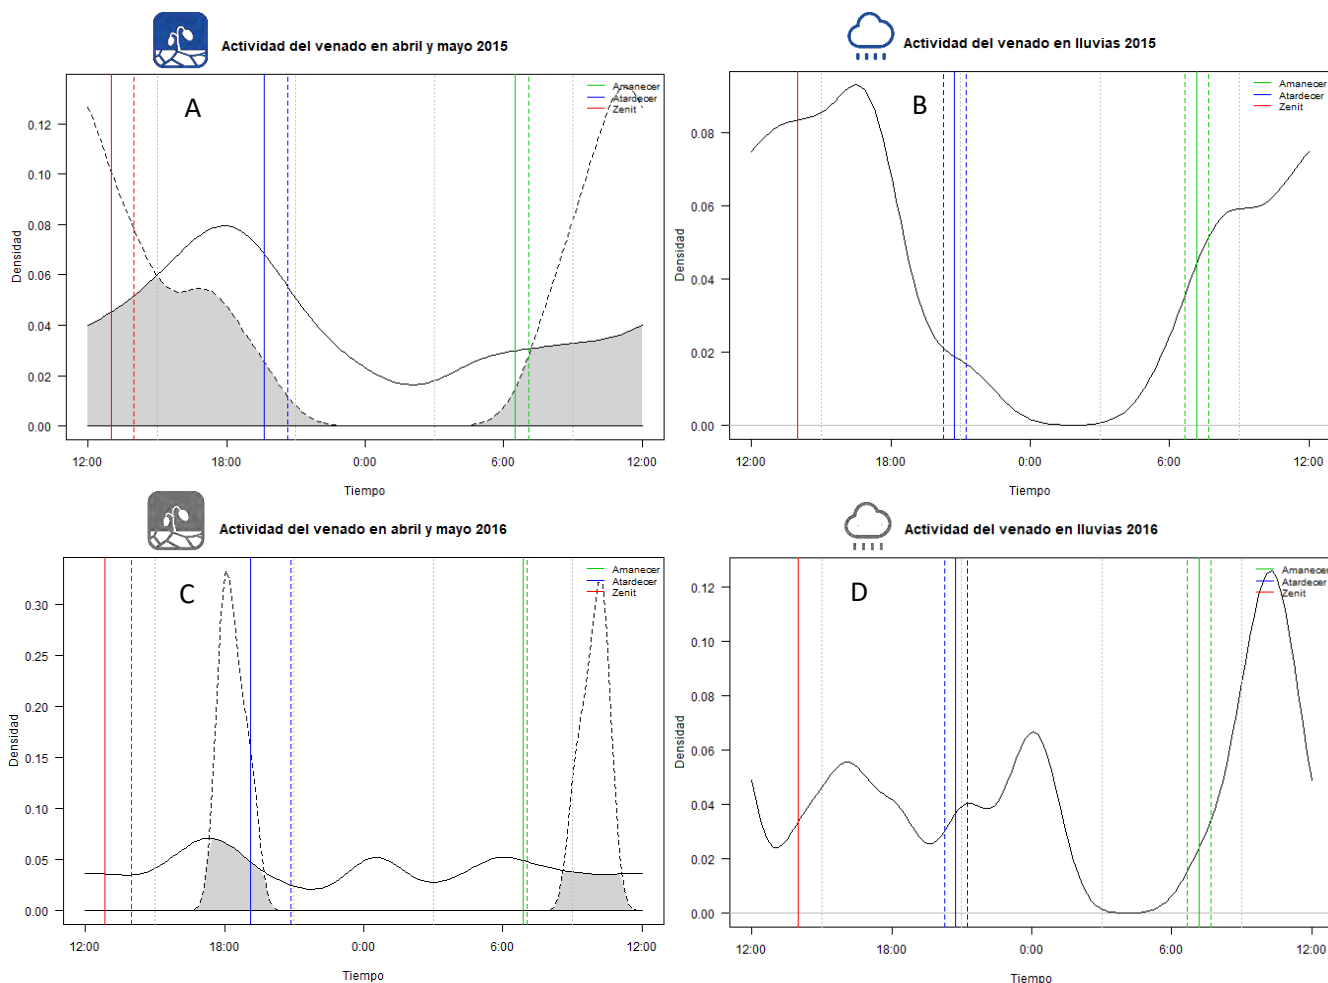 Actividad del venado en abril y mayo 2015
A
Amanecer
Atardecer
Zenit
Densidad
0.12
0.10
0.08
0.06
0.04
0.02
0.00
12:00 18:00 0:00 6:00 12:00
Tiempo
Actividad del venado en lluvias 2015
B
Amanecer
Atardecer
Zenit
Densidad
0.08
0.06
0.04
0.02
0.00
12:00 18:00 0:00 6:00 12:00
Tiempo
Actividad del venado en abril y mayo 2016
C
Amanecer
Atardecer
Zenit
Densidad
0.30
0.25
0.20
0.15
0.10
0.05
0.00
12:00 18:00 0:00 6:00 12:00
Tiempo
Actividad del venado en lluvias 2016
D
Amanecer
Atardecer
Zenit
Densidad
0.12
0.10
0.08
0.06
0.04
0.02
0.00
12:00 18:00 0:00 6:00 12:00
Tiempo